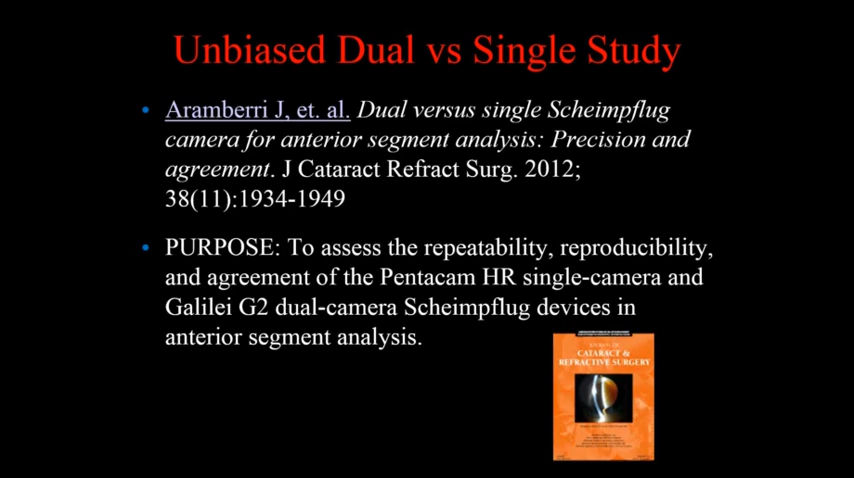 Unbiased Dual vs Single Study
• Aramberri J, et. al. Dual versus single Scheimpflug
camera for anterior segment analysis: Precision and
agreement. J Cataract Refract Surg. 2012;
38(11):1934-1949
• PURPOSE: To assess the repeatability, reproducibility,
and agreement of the Pentacam HR single-camera and
Galilei G2 dual-camera Scheimpflug devices in
anterior segment analysis.
JOURNAL OF
CATARACT &
REFRACTIVE SURGERY